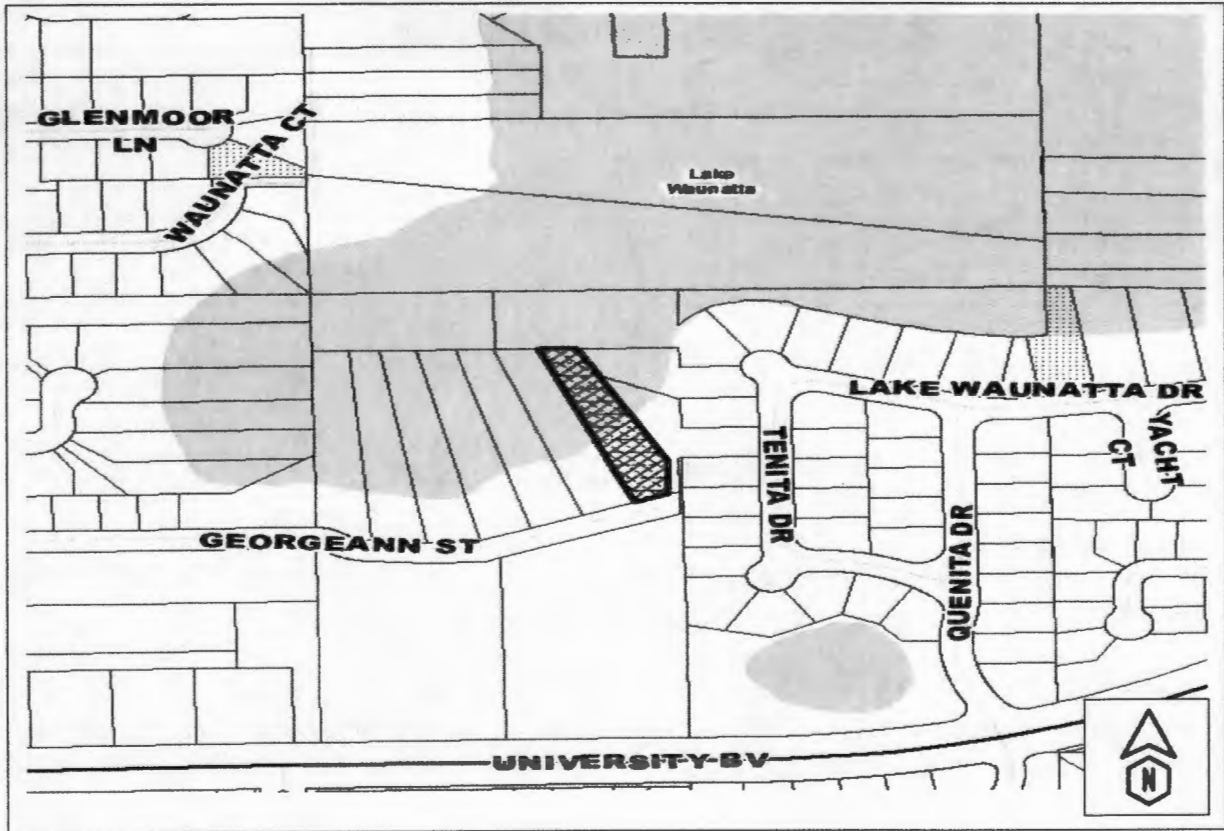 GLENMOOR
LN
WAUNATTA CT
Lake
Waunatta
LAKE WAUNATTA DR
YACHT
CT
TENITA DR
QUENITA DR
GEORGEANN ST
UNIVERSITY BV
N